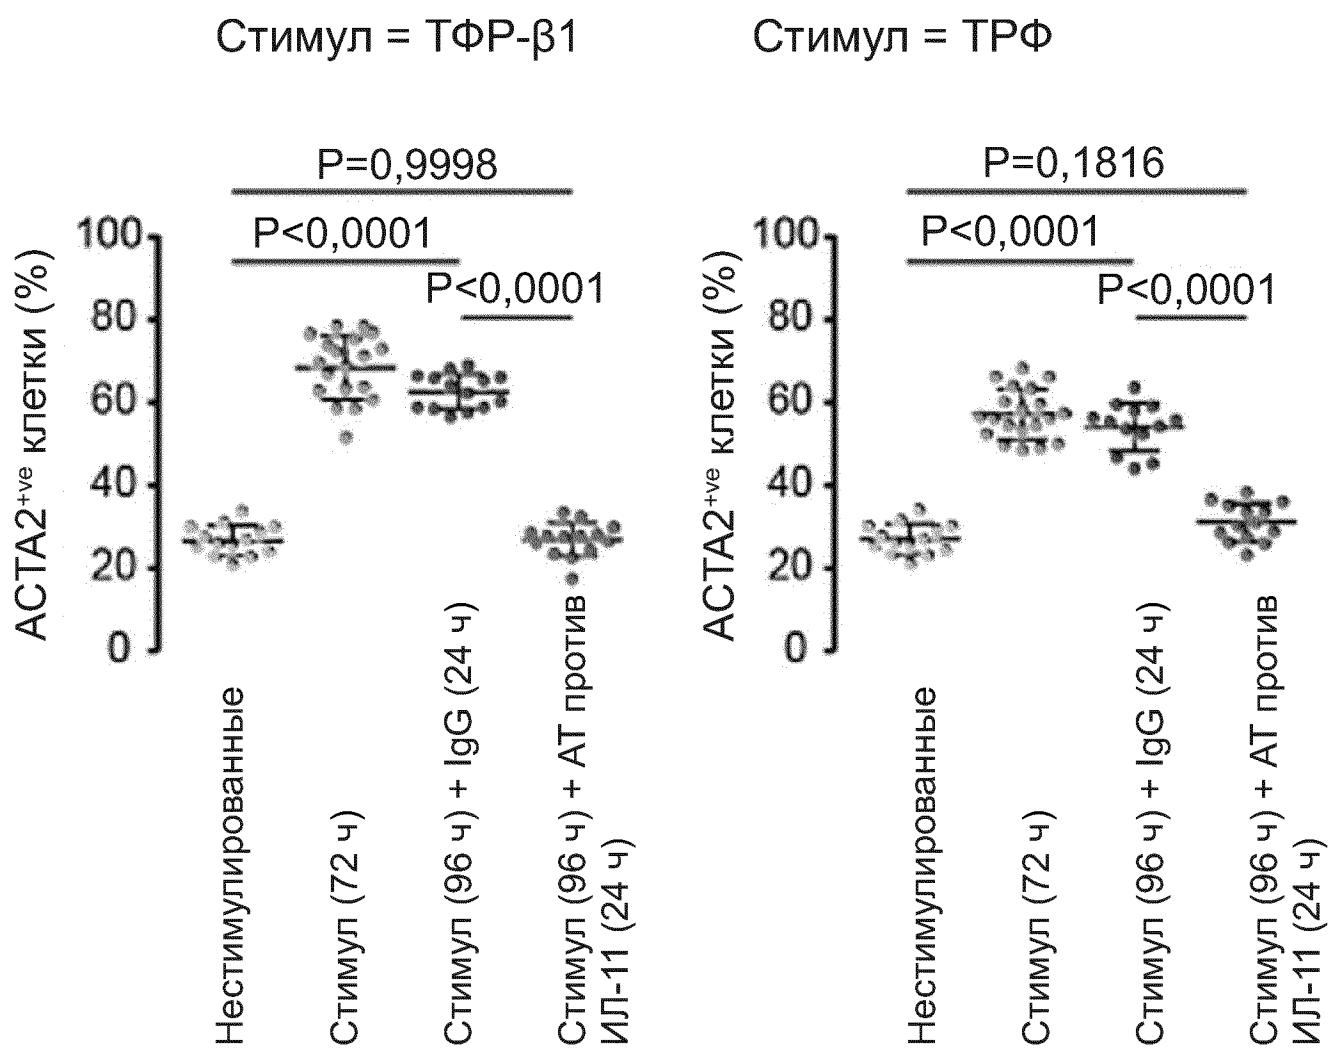 Стимул = ТФР-β1
P=0,9998
P<0,0001
P<0,0001
АСТА2+ve клетки (%)
100
80
60
40
20
0
Нестимулированные
Стимул (72 ч)
Стимул (96 ч) + IgG (24 ч)
Стимул (96 ч) + АТ против
ИЛ-11 (24 ч)
Стимул = ТРФ
P=0,1816
P<0,0001
P<0,0001
АСТА2+ve клетки (%)
100
80
60
40
20
0
Нестимулированные
Стимул (72 ч)
Стимул (96 ч) + IgG (24 ч)
Стимул (96 ч) + АТ против
ИЛ-11 (24 ч)